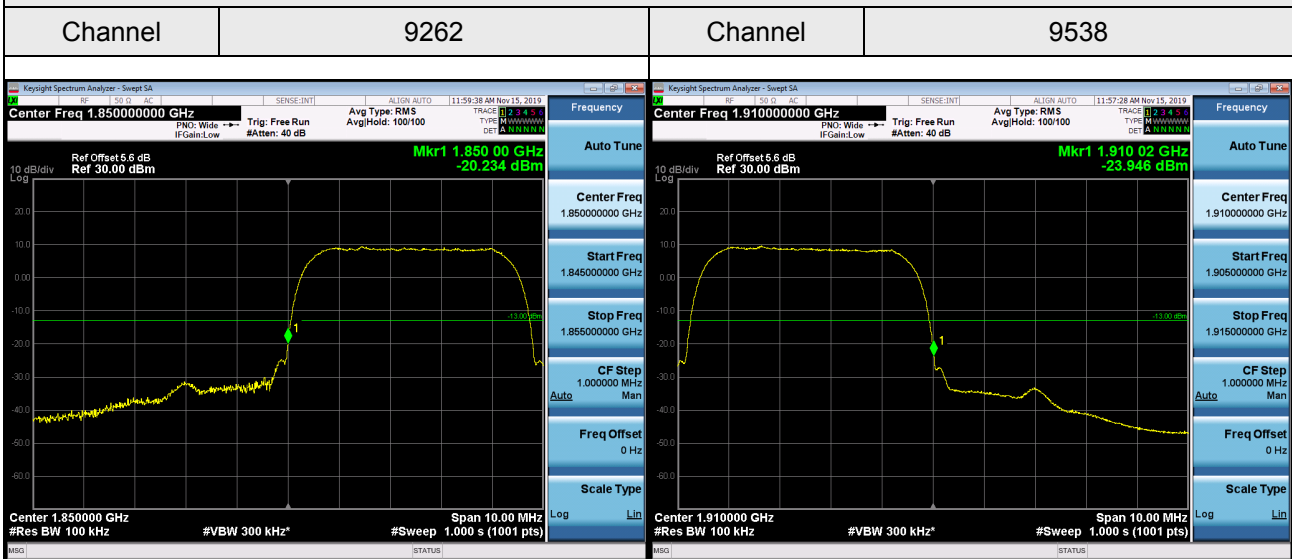 Channel 9262 Channel 9538
Keysight Spectrum Analyzer - Swept SA
RF 50 Ω AC SENSE:INT ALIGN AUTO 11:59:38 AM Nov 15, 2019
Center Freq 1.850000000 GHz
PNO: Wide
IFGain:Low
Trig: Free Run
#Atten: 40 dB
Avg Type: RMS
Avg|Hold: 100/100
TRACE 1 2 3 4 5 6
TYPE M WWWWW
DET A N N N N N
Frequency
Auto Tune
Mkr1 1.850 00 GHz
-20.234 dBm
Ref Offset 5.6 dB
10 dB/div Ref 30.00 dBm
Log
20.0
10.0
0.00
-10.0
-20.0
-30.0
-40.0
-50.0
-60.0
-13.00 dBm
1
Center Freq
1.850000000 GHz
Start Freq
1.845000000 GHz
Stop Freq
1.855000000 GHz
CF Step
1.000000 MHz
Auto Man
Freq Offset
0 Hz
Scale Type
Log Lin
Center 1.850000 GHz Span 10.00 MHz
#Res BW 100 kHz #VBW 300 kHz* #Sweep 1.000 s (1001 pts)
MSG STATUS
Keysight Spectrum Analyzer - Swept SA
RF 50 Ω AC SENSE:INT ALIGN AUTO 11:57:28 AM Nov 15, 2019
Center Freq 1.910000000 GHz
PNO: Wide
IFGain:Low
Trig: Free Run
#Atten: 40 dB
Avg Type: RMS
Avg|Hold: 100/100
TRACE 1 2 3 4 5 6
TYPE M WWWWW
DET A N N N N N
Frequency
Auto Tune
Mkr1 1.910 02 GHz
-23.946 dBm
Ref Offset 5.6 dB
10 dB/div Ref 30.00 dBm
Log
20.0
10.0
0.00
-10.0
-20.0
-30.0
-40.0
-50.0
-60.0
-13.00 dBm
1
Center Freq
1.910000000 GHz
Start Freq
1.905000000 GHz
Stop Freq
1.915000000 GHz
CF Step
1.000000 MHz
Auto Man
Freq Offset
0 Hz
Scale Type
Log Lin
Center 1.910000 GHz Span 10.00 MHz
#Res BW 100 kHz #VBW 300 kHz* #Sweep 1.000 s (1001 pts)
MSG STATUS